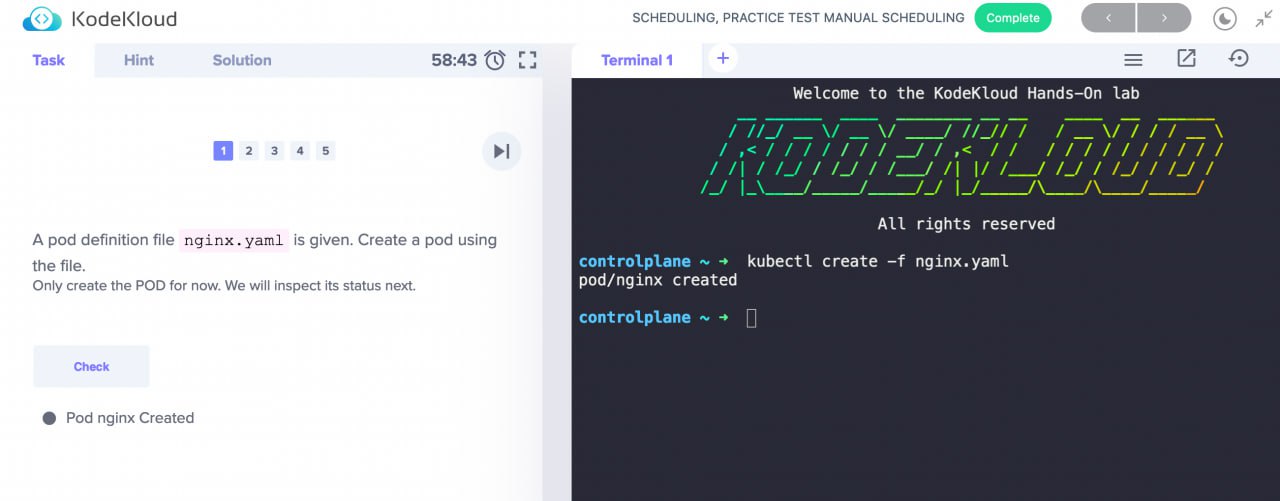 KodeKloud
SCHEDULING, PRACTICE TEST MANUAL SCHEDULING
Complete
Task
Hint
Solution
58:43
1 2 3 4 5
A pod definition file nginx.yaml is given. Create a pod using
the file.
Only create the POD for now. We will inspect its status next.
Check
Pod nginx Created
Terminal 1
+
Welcome to the KodeKloud Hands-On lab
KODEKLOUD
All rights reserved
controlplane ~ ➜ kubectl create -f nginx.yaml
pod/nginx created
controlplane ~ ➜